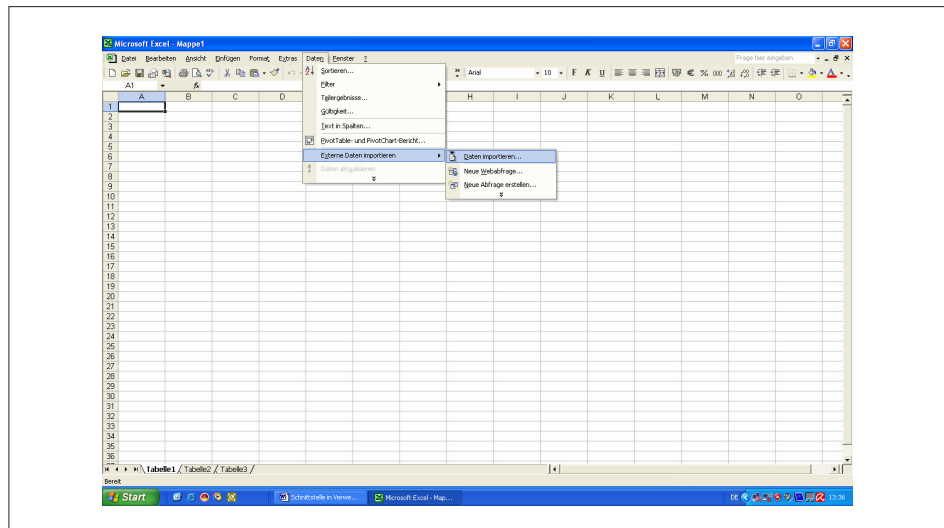 Microsoft Excel - Mappe1
Datei Bearbeiten Ansicht Einfügen Format Extras Daten Fenster ? Frage hier eingeben
Arial 10 F K U € % 000
A1 fx
A B C D H I J K L M N O
Sortieren...
Filter
Teilergebnisse...
Gültigkeit...
Text in Spalten...
PivotTable- und PivotChart-Bericht...
Externe Daten importieren
Daten aktualisieren
Daten importieren...
Neue Webabfrage...
Neue Abfrage erstellen...
1
2
3
4
5
6
7
8
9
10
11
12
13
14
15
16
17
18
19
20
21
22
23
24
25
26
27
28
29
30
31
32
33
34
35
36
Tabelle1 / Tabelle2 / Tabelle3 /
Bereit
Start Schnittstelle in Verwe... Microsoft Excel - Map... DE 13:36